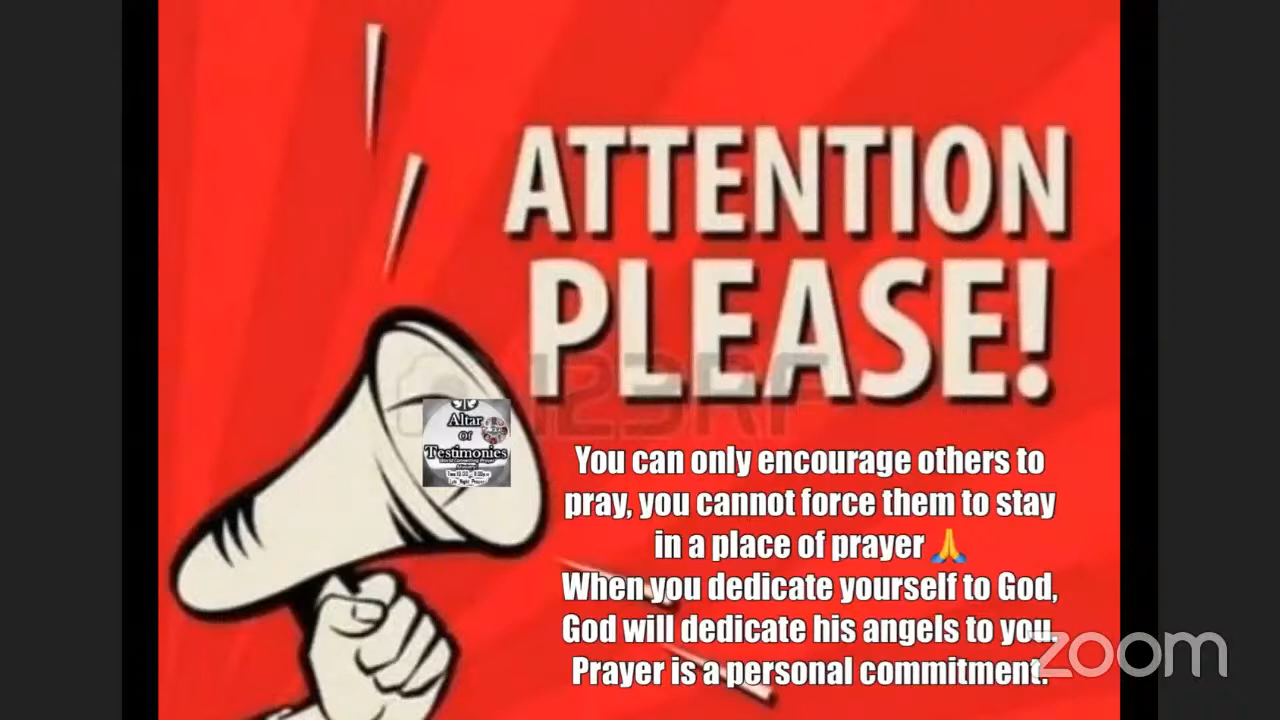 ATTENTION
PLEASE!
123RF
Altar
Of
Testimonies
You can only encourage others to
pray, you cannot force them to stay
in a place of prayer 🙏
When you dedicate yourself to God,
God will dedicate his angels to you.
Prayer is a personal commitment.
zoom